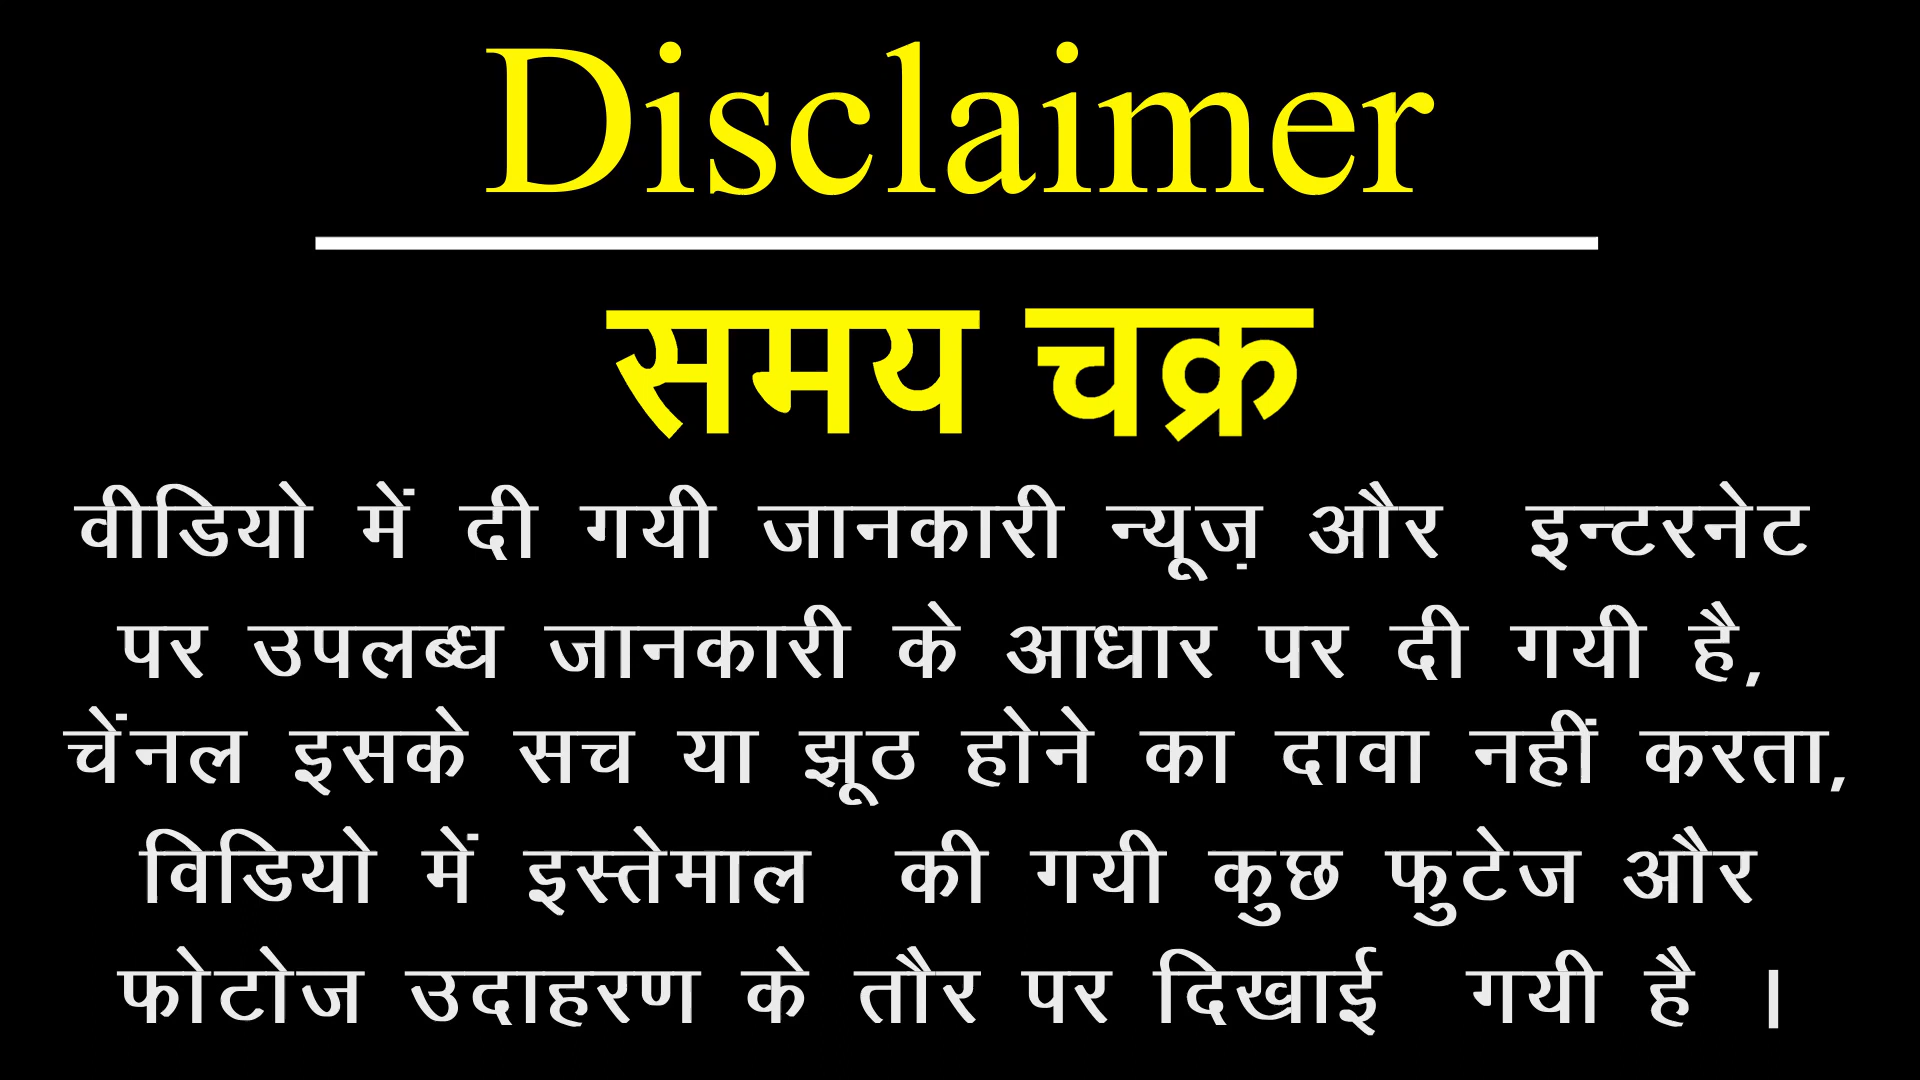 Disclaimer
समय चक्र
वीडियो में दी गयी जानकारी न्यूज़ और इन्टरनेट
पर उपलब्ध जानकारी के आधार पर दी गयी है,
चेंनल इसके सच या झूठ होने का दावा नहीं करता,
विडियो में इस्तेमाल की गयी कुछ फुटेज और
फोटोज उदाहरण के तौर पर दिखाई गयी है ।